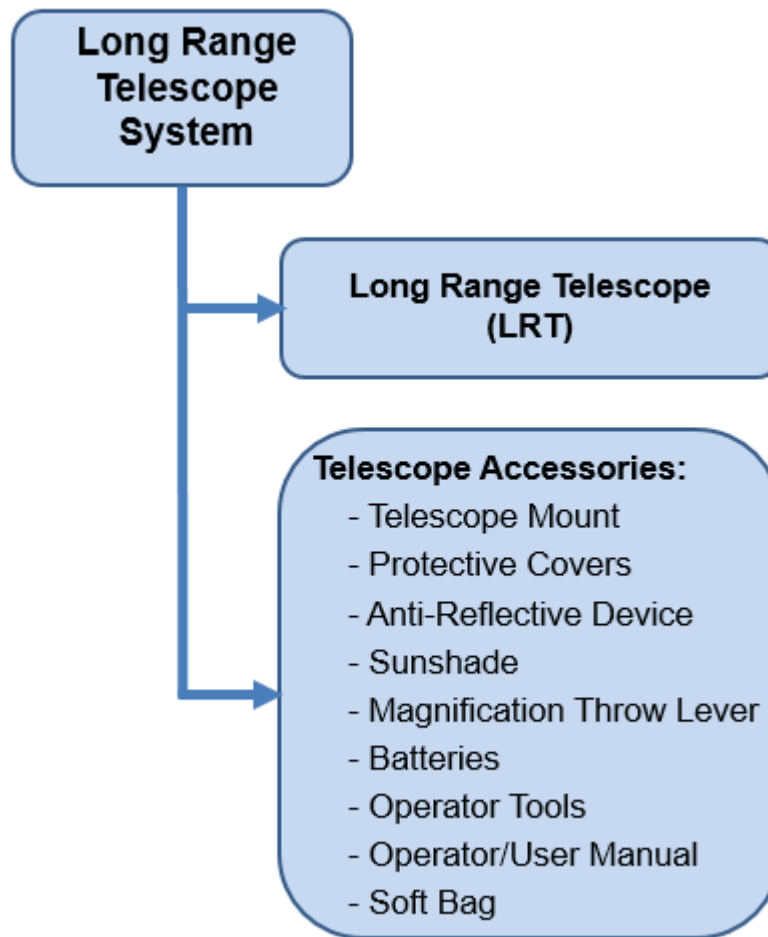 Long Range
Telescope
System
Long Range Telescope
(LRT)
Telescope Accessories:
- Telescope Mount
- Protective Covers
- Anti-Reflective Device
- Sunshade
- Magnification Throw Lever
- Batteries
- Operator Tools
- Operator/User Manual
- Soft Bag